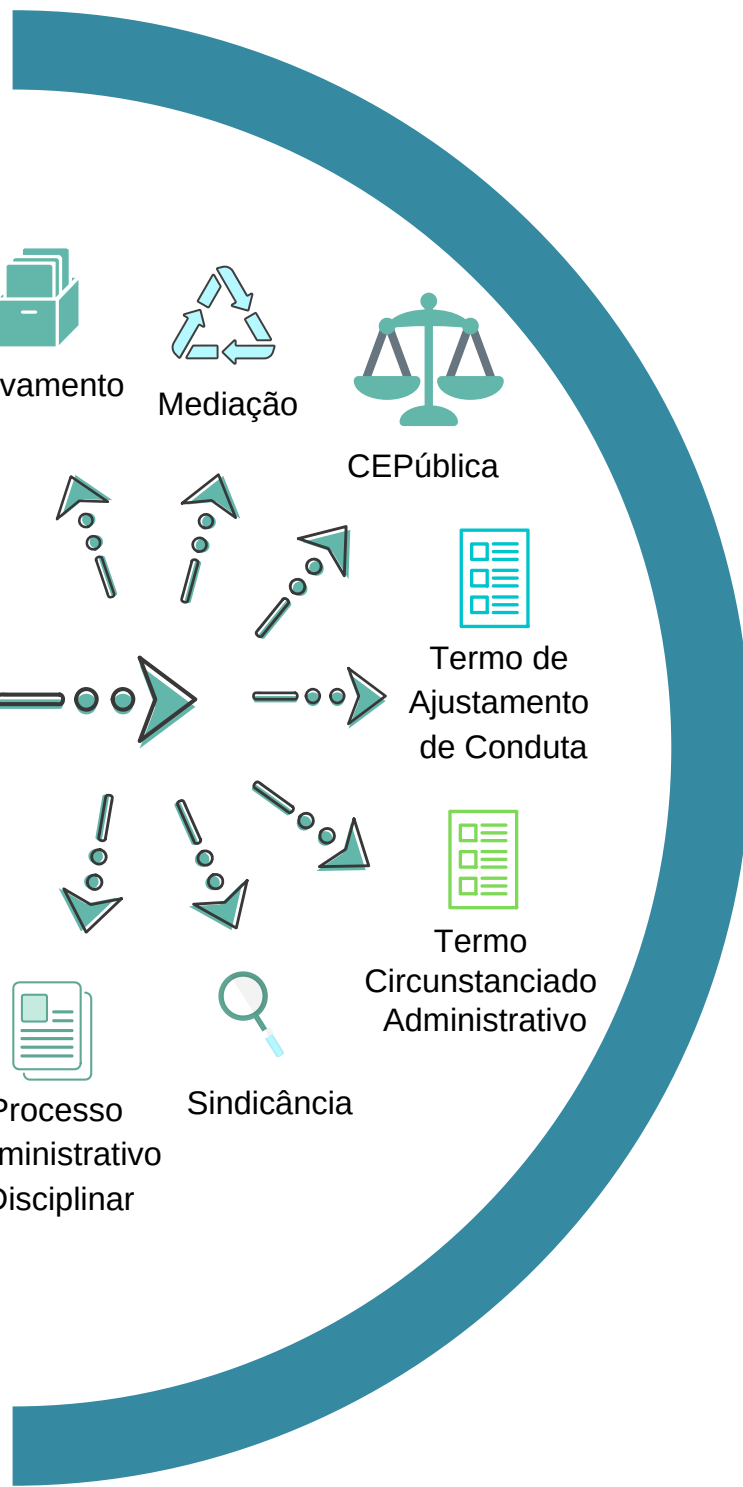 vamento
Mediação
CEPública
Termo de
Ajustamento
de Conduta
Termo
Circunstanciado
Administrativo
Sindicância
Processo
ministrativo
Disciplinar